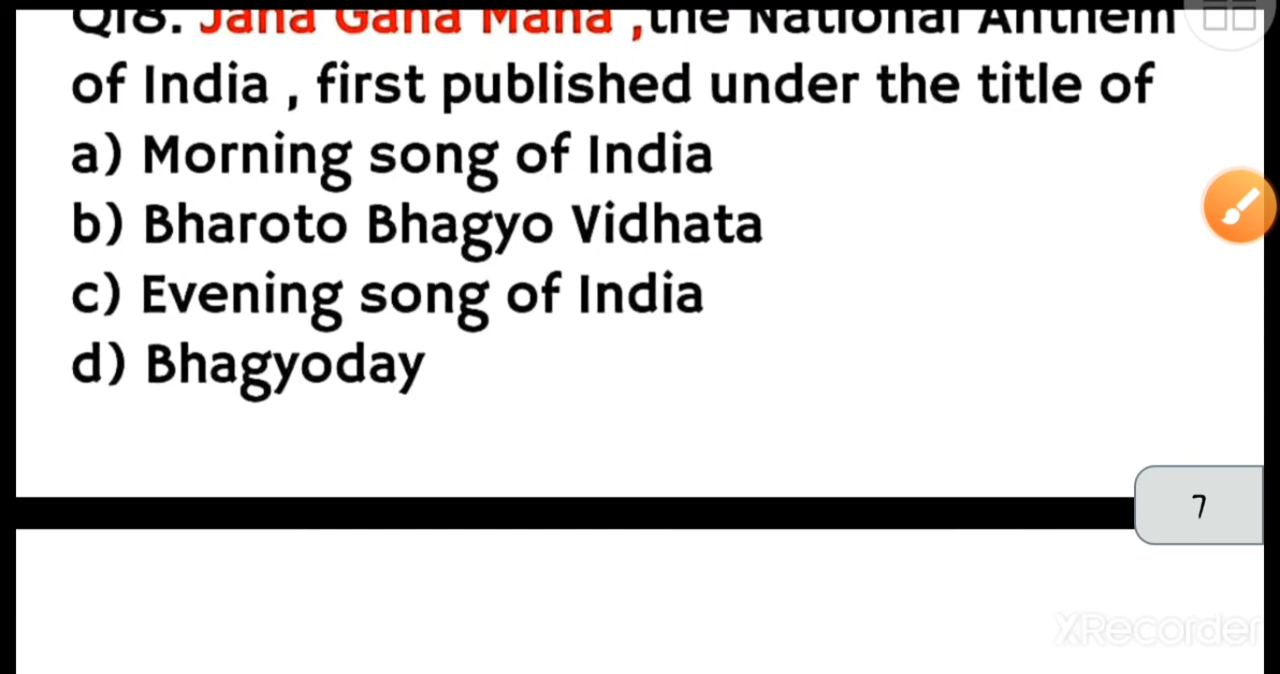 Q18. Jana Gana Mana ,the National Anthem
of India , first published under the title of
a) Morning song of India
b) Bharoto Bhagyo Vidhata
c) Evening song of India
d) Bhagyoday
7
XRecorder